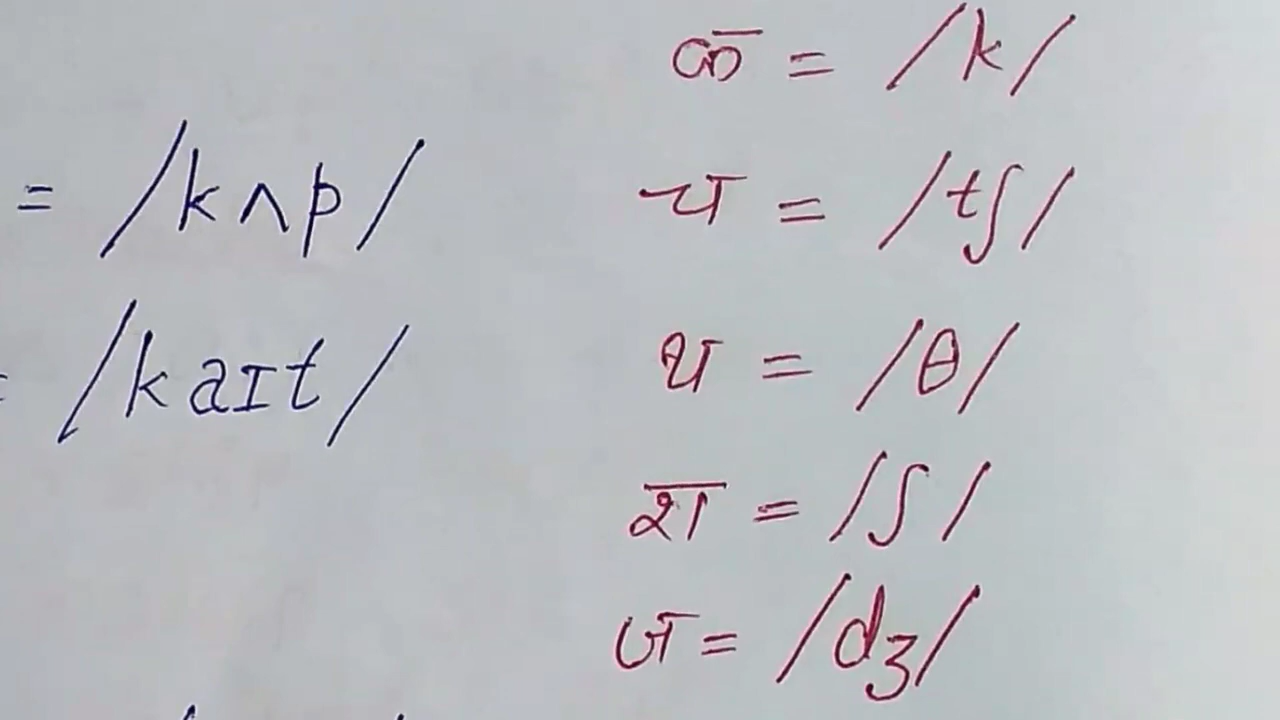 क = /k/
= /kʌp/
च = /tʃ/
= /kaɪt/
थ = /θ/
श = /ʃ/
ज = /dʒ/